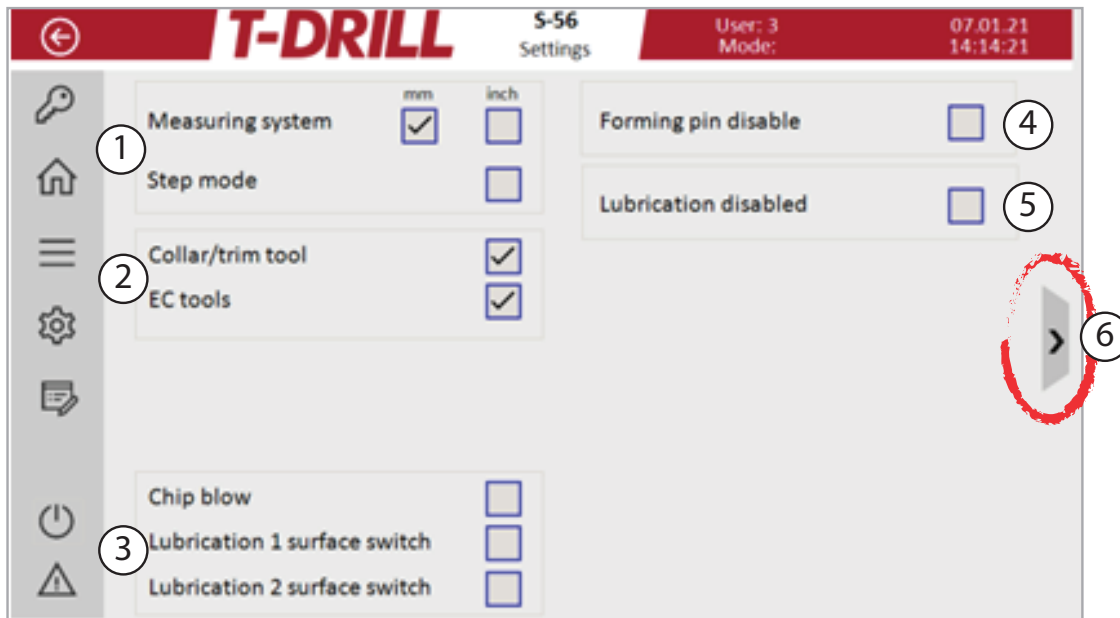 T-DRILL
S-56
Settings
User: 3
Mode:
07.01.21
14:14:21
mm inch
Measuring system
Step mode
1
Collar/trim tool
EC tools
2
Chip blow
Lubrication 1 surface switch
Lubrication 2 surface switch
3
Forming pin disable 4
Lubrication disabled 5
> 6